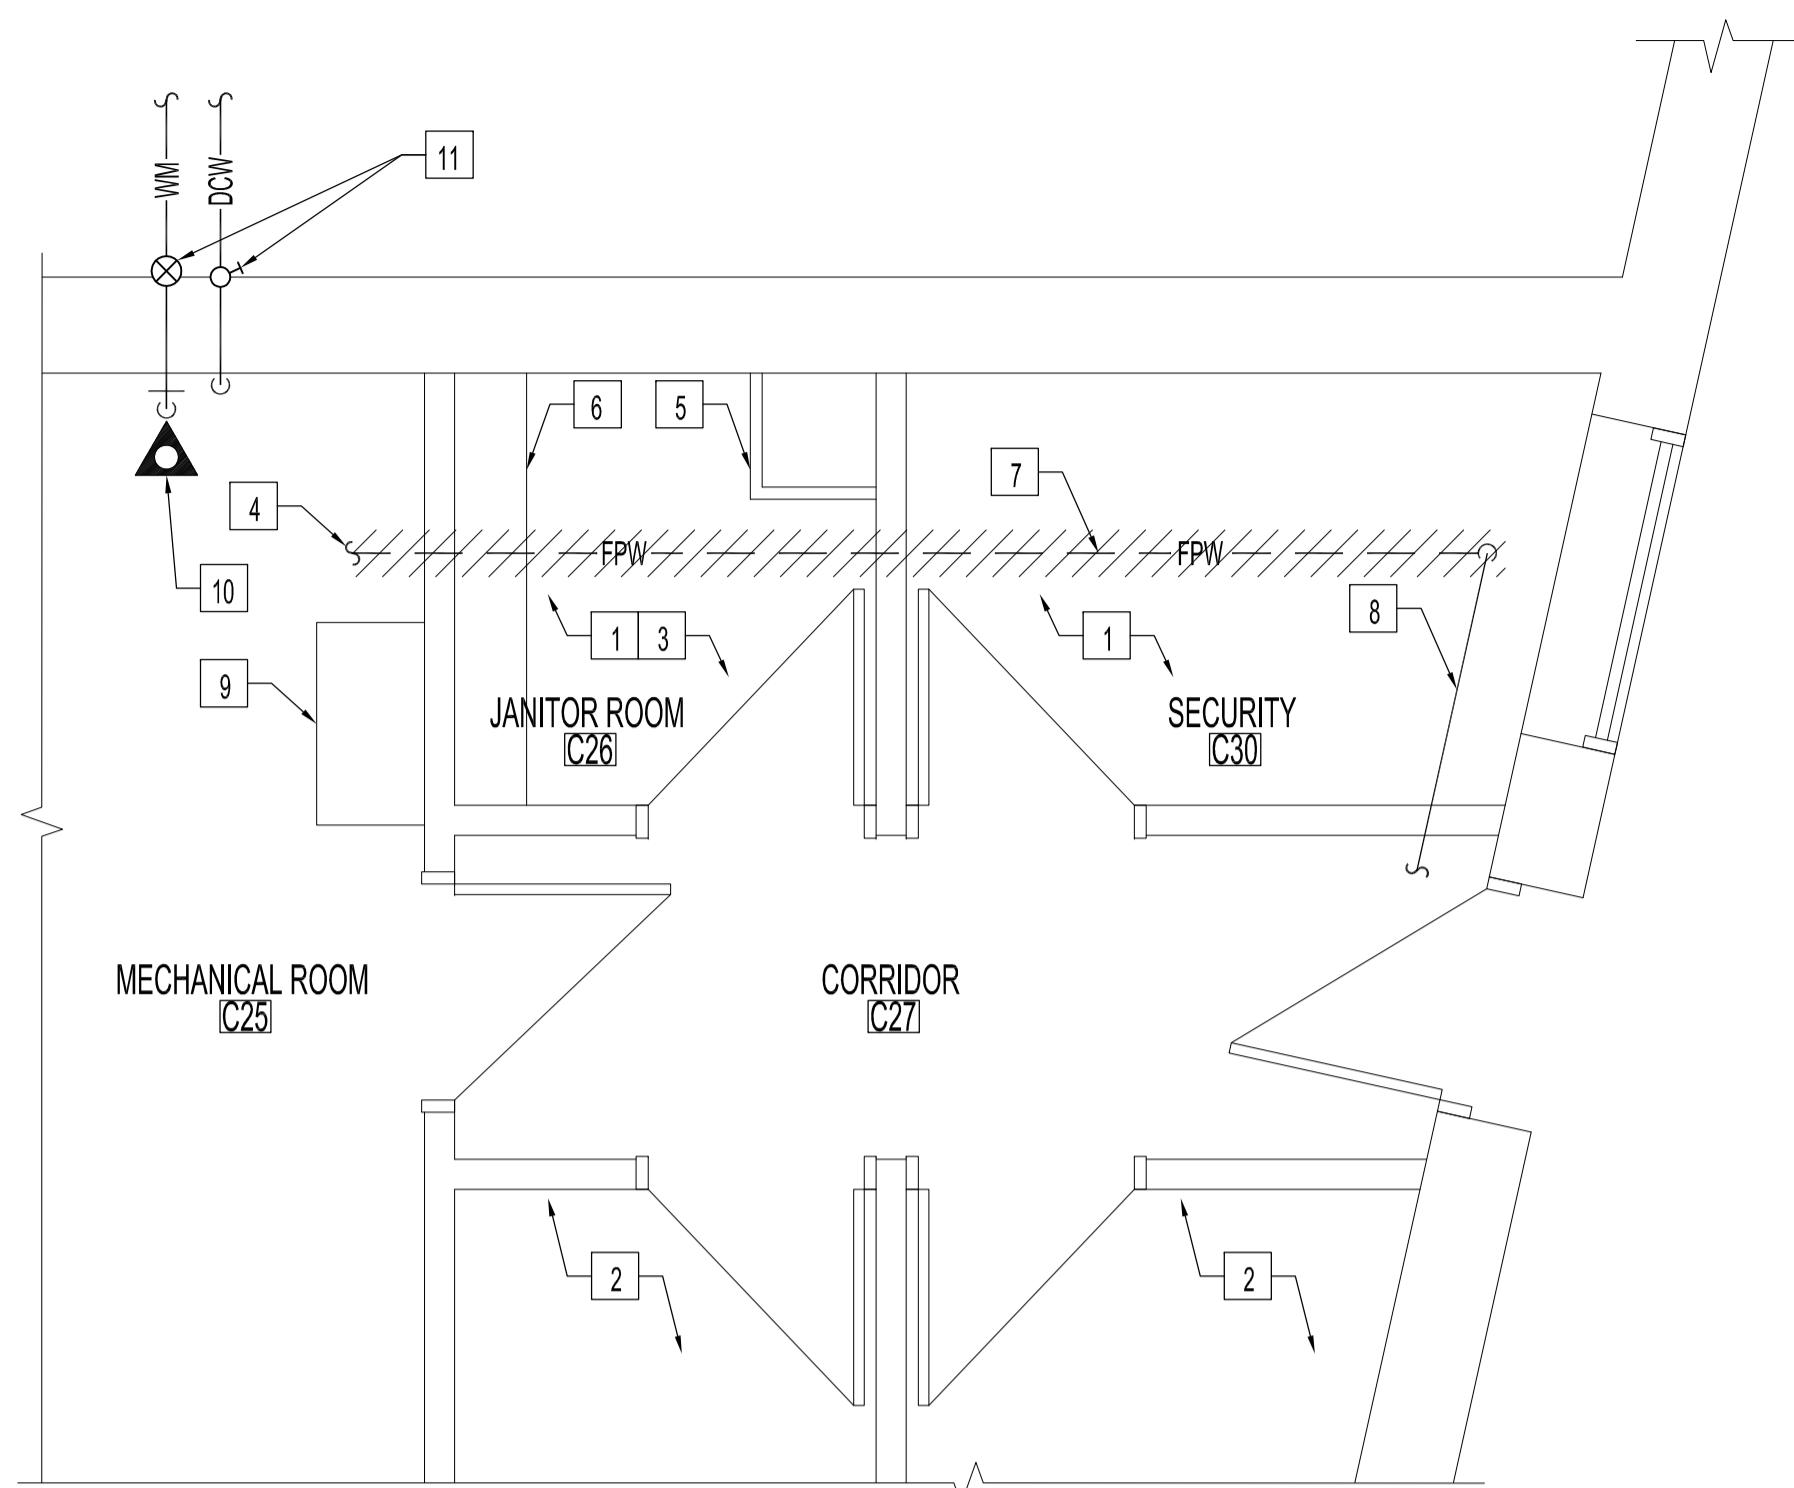 WM
DCW
11
6
5
7
4
FPW
FPW
10
1 3
1
8
9
JANITOR ROOM
C26
SECURITY
C30
MECHANICAL ROOM
C25
CORRIDOR
C27
2
2